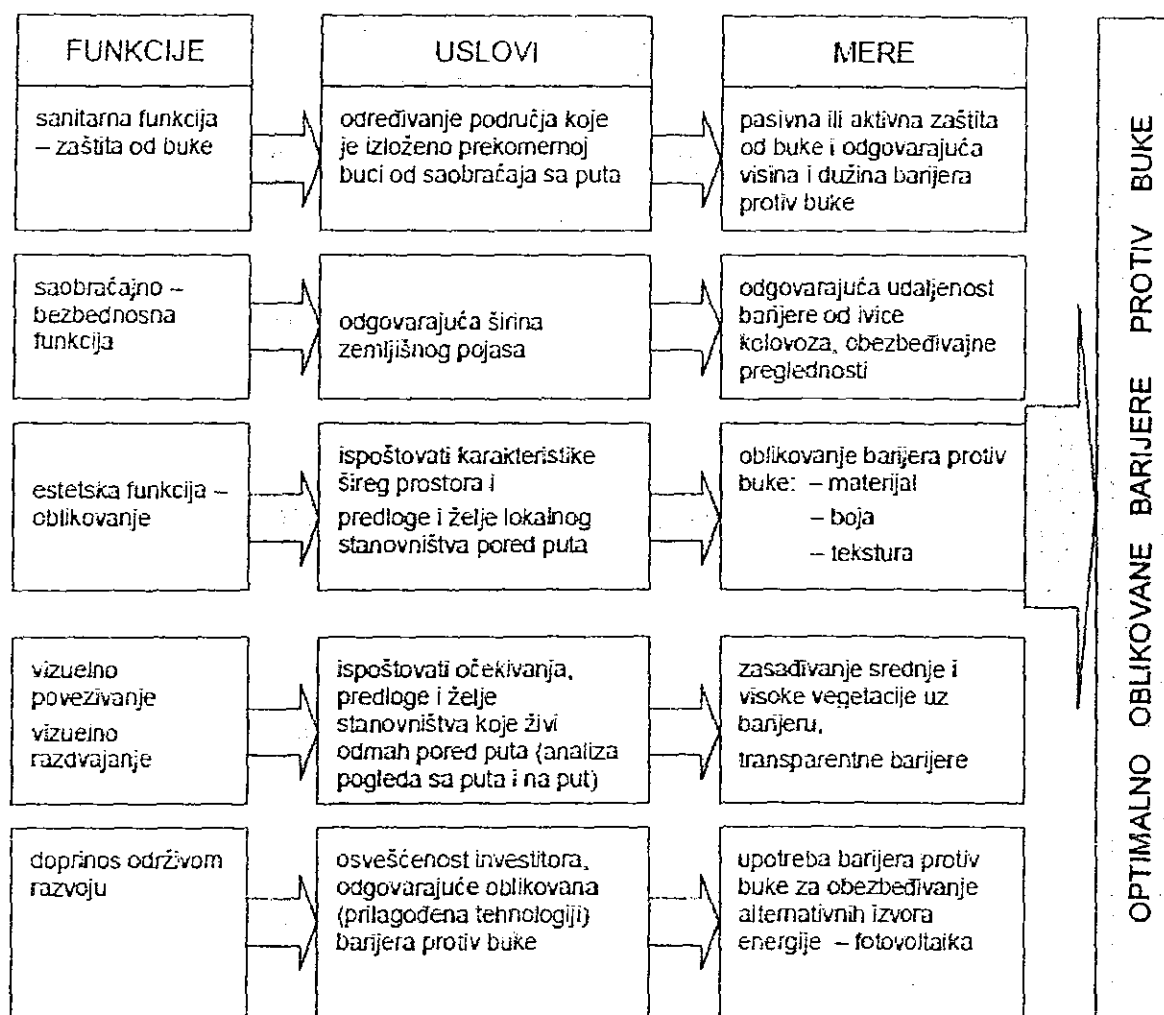 FUNKCIJE
sanitarna funkcija
– zaštita od buke
USLOVI
određivanje područja koje
je izloženo prekomernoj
buci od saobraćaja sa puta
MERE
pasivna ili aktivna zaštita
od buke i odgovarajuća
visina i dužina barijera
protiv buke
saobraćajno –
bezbednosna
funkcija
odgovarajuća širina
zemljišnog pojasa
odgovarajuća udaljenost
barijere od ivice
kolovoza, obezbeđivajne
preglednosti
estetska funkcija –
oblikovanje
ispoštovati karakteristike
šireg prostora i
predloge i želje lokalnog
stanovništva pored puta
oblikovanje barijera protiv
buke: – materijal
– boja
– tekstura
vizuelno
povezivanje
vizuelno
razdvajanje
ispoštovati očekivanja,
predloge i želje
stanovništva koje živi
odmah pored puta (analiza
pogleda sa puta i na put)
zasađivanje srednje i
visoke vegetacije uz
barijeru,
transparentne barijere
doprinos održivom
razvoju
osvešćenost investitora,
odgovarajuće oblikovana
(prilagođena tehnologiji)
barijera protiv buke
upotreba barijera protiv
buke za obezbeđivanje
alternativnih izvora
energije – fotovoltaika
OPTIMALNO OBLIKOVANE BARIJERE PROTIV BUKE